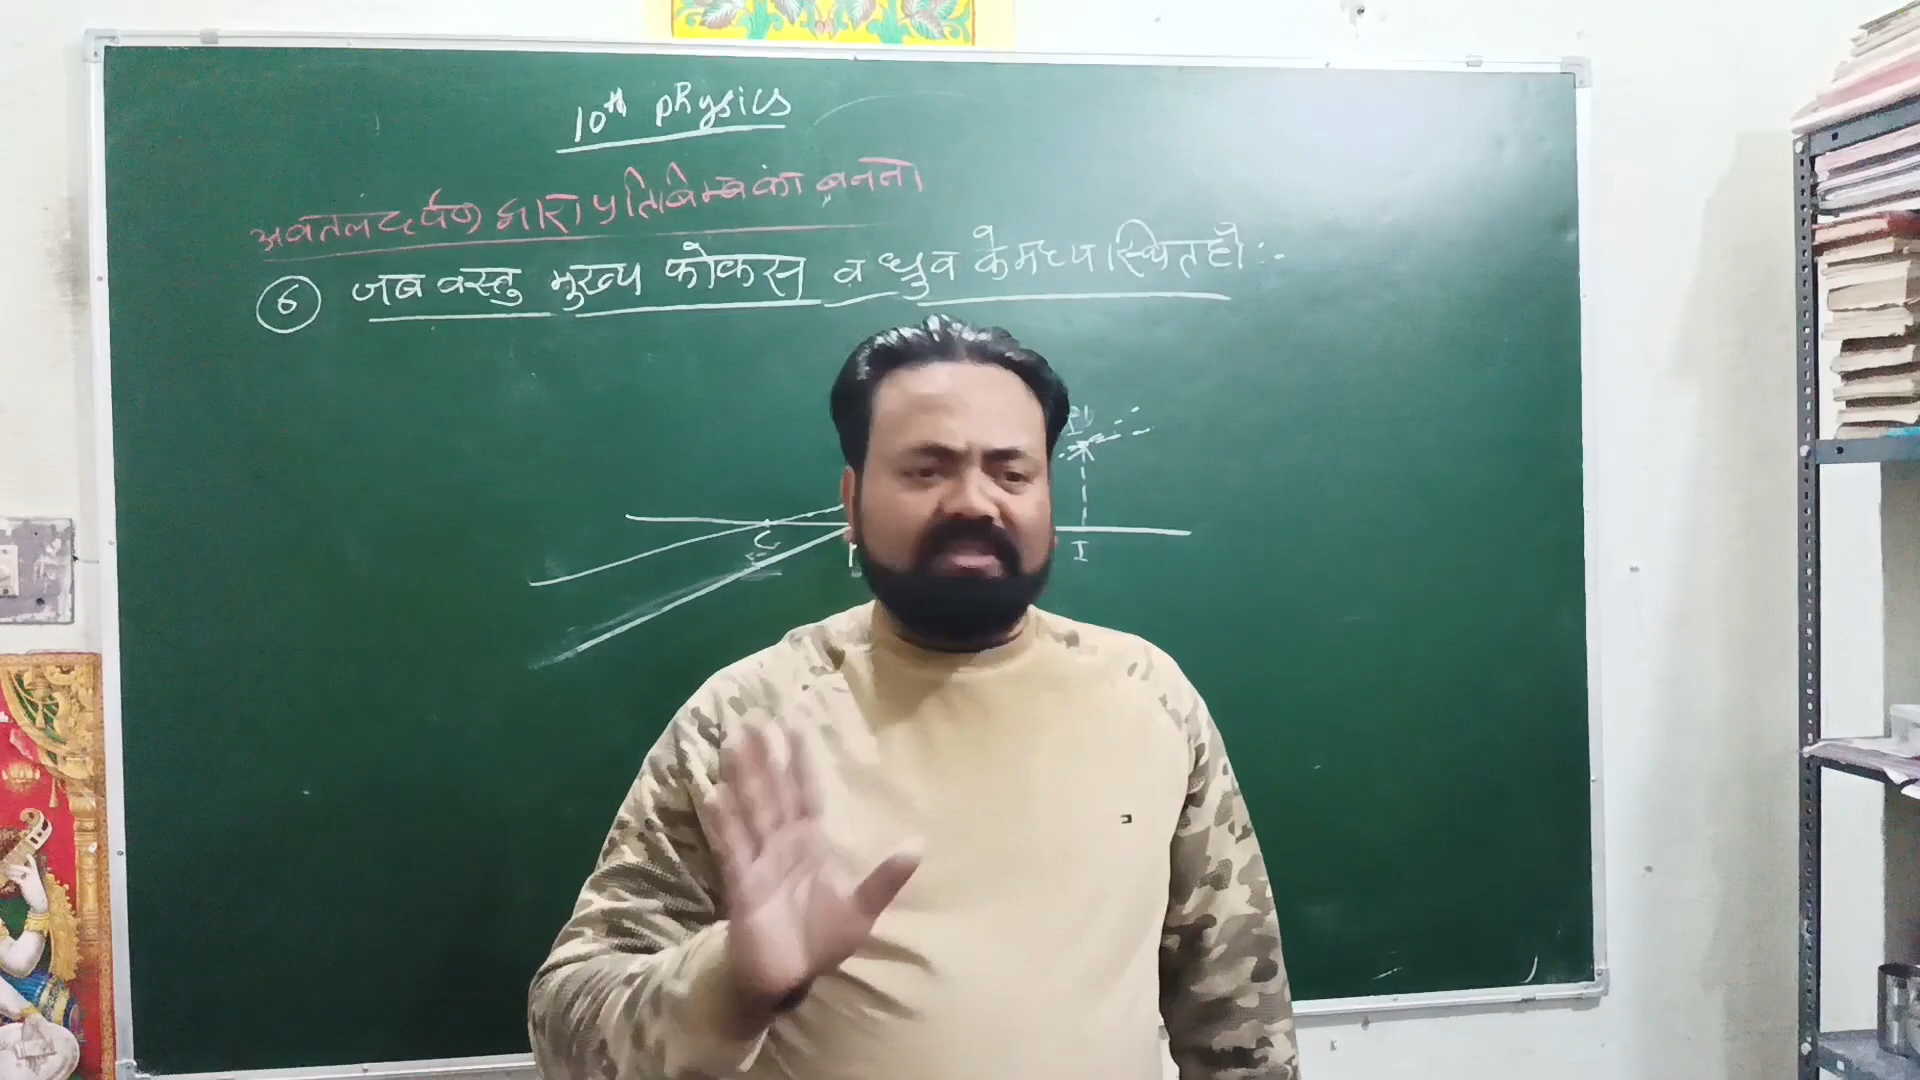 10th physics
अवतल दर्पण द्वारा प्रतिबिम्ब का बनना
6 जब वस्तु मुख्य फोकस व ध्रुव के मध्य स्थित हो :-
I'
C
I